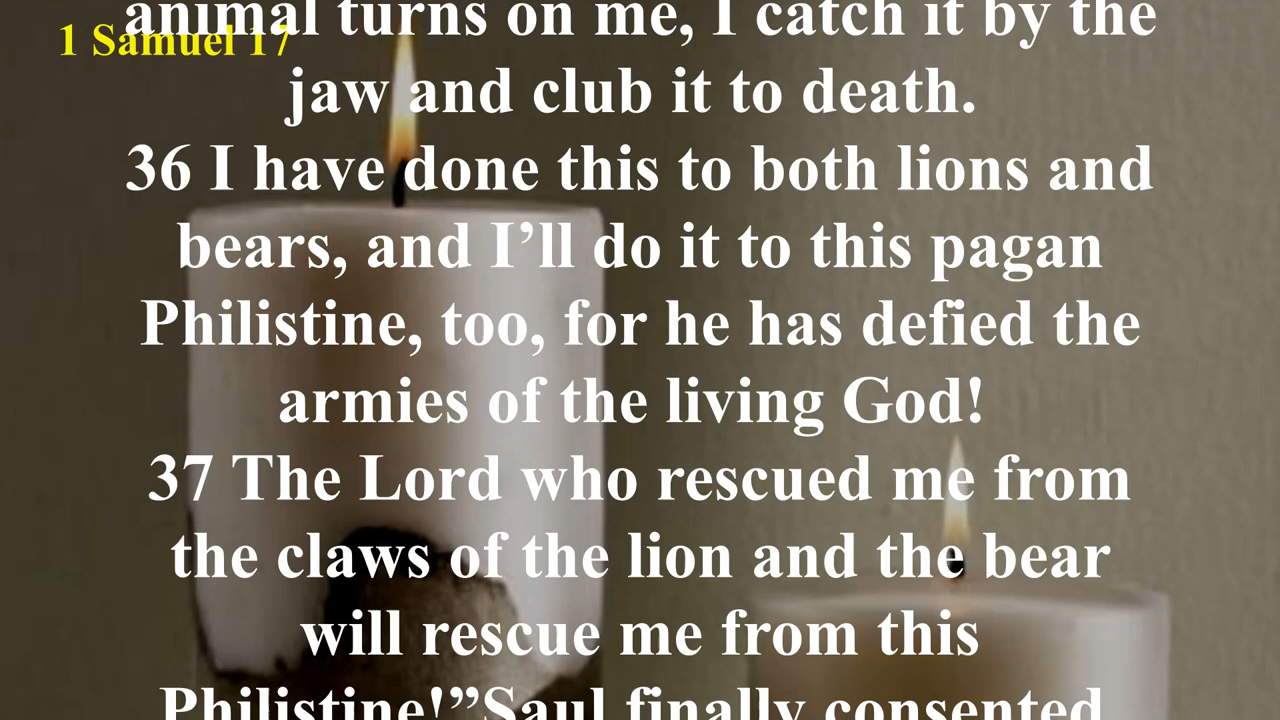 animal turns on me, I catch it by the
1 Samuel 17
jaw and club it to death.
36 I have done this to both lions and
bears, and I’ll do it to this pagan
Philistine, too, for he has defied the
armies of the living God!
37 The Lord who rescued me from
the claws of the lion and the bear
will rescue me from this
Philistine!”Saul finally consented.